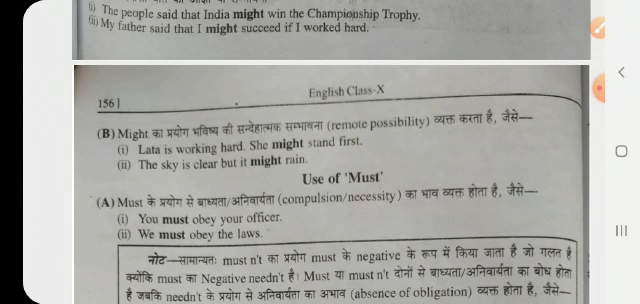 (i) The people said that India might win the Championship Trophy.
(ii) My father said that I might succeed if I worked hard.
156] English Class-X
(B) Might का प्रयोग भविष्य की सन्देहात्मक सम्भावना (remote possibility) व्यक्त करता है, जैसे—
(i) Lata is working hard. She might stand first.
(ii) The sky is clear but it might rain.
Use of 'Must'
(A) Must के प्रयोग से बाध्यता/अनिवार्यता (compulsion/necessity) का भाव व्यक्त होता है, जैसे—
(i) You must obey your officer.
(ii) We must obey the laws.
नोट—सामान्यतः must n't का प्रयोग must के negative के रूप में किया जाता है जो गलत है
क्योंकि must का Negative needn't है। Must या must n't दोनों से बाध्यता/अनिवार्यता का बोध होता
है जबकि needn't के प्रयोग से अनिवार्यता का अभाव (absence of obligation) व्यक्त होता है, जैसे—